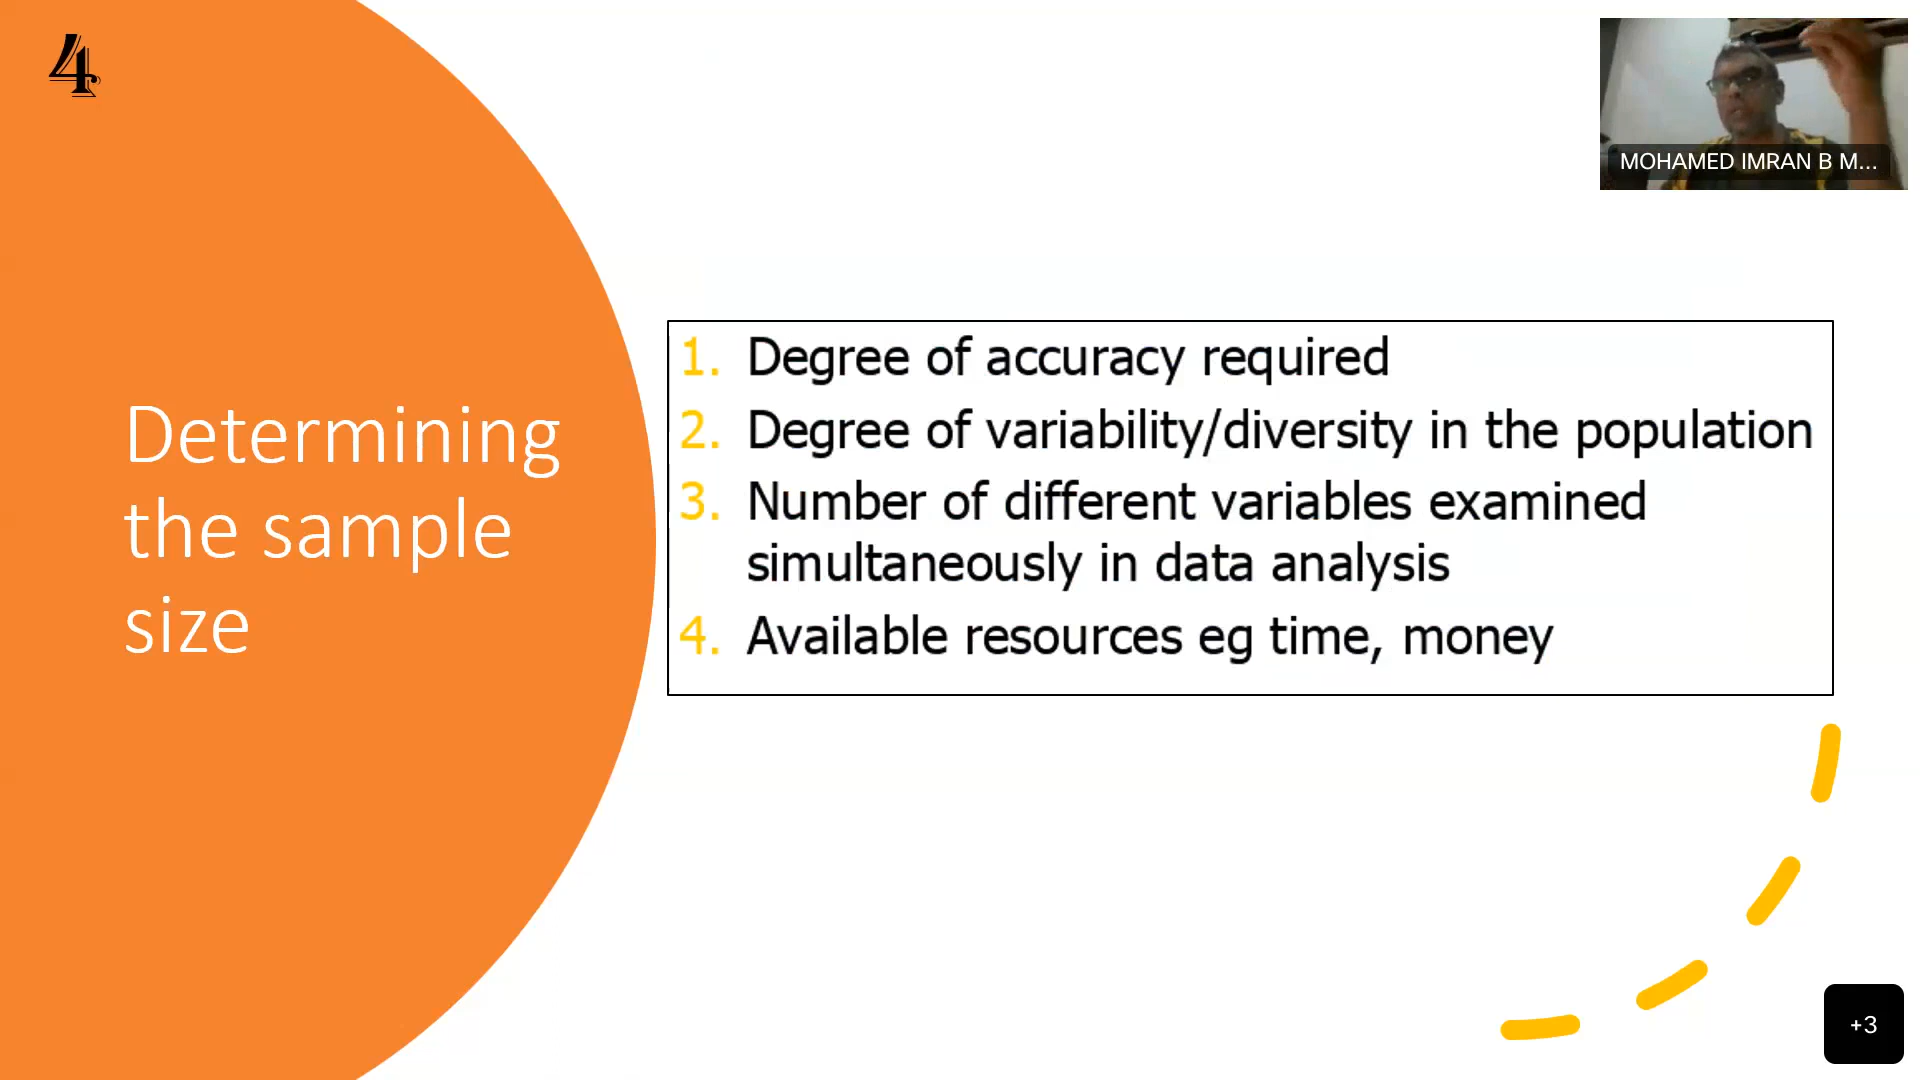 4
MOHAMED IMRAN B M...
Determining
the sample
size
1. Degree of accuracy required
2. Degree of variability/diversity in the population
3. Number of different variables examined
simultaneously in data analysis
4. Available resources eg time, money
+3